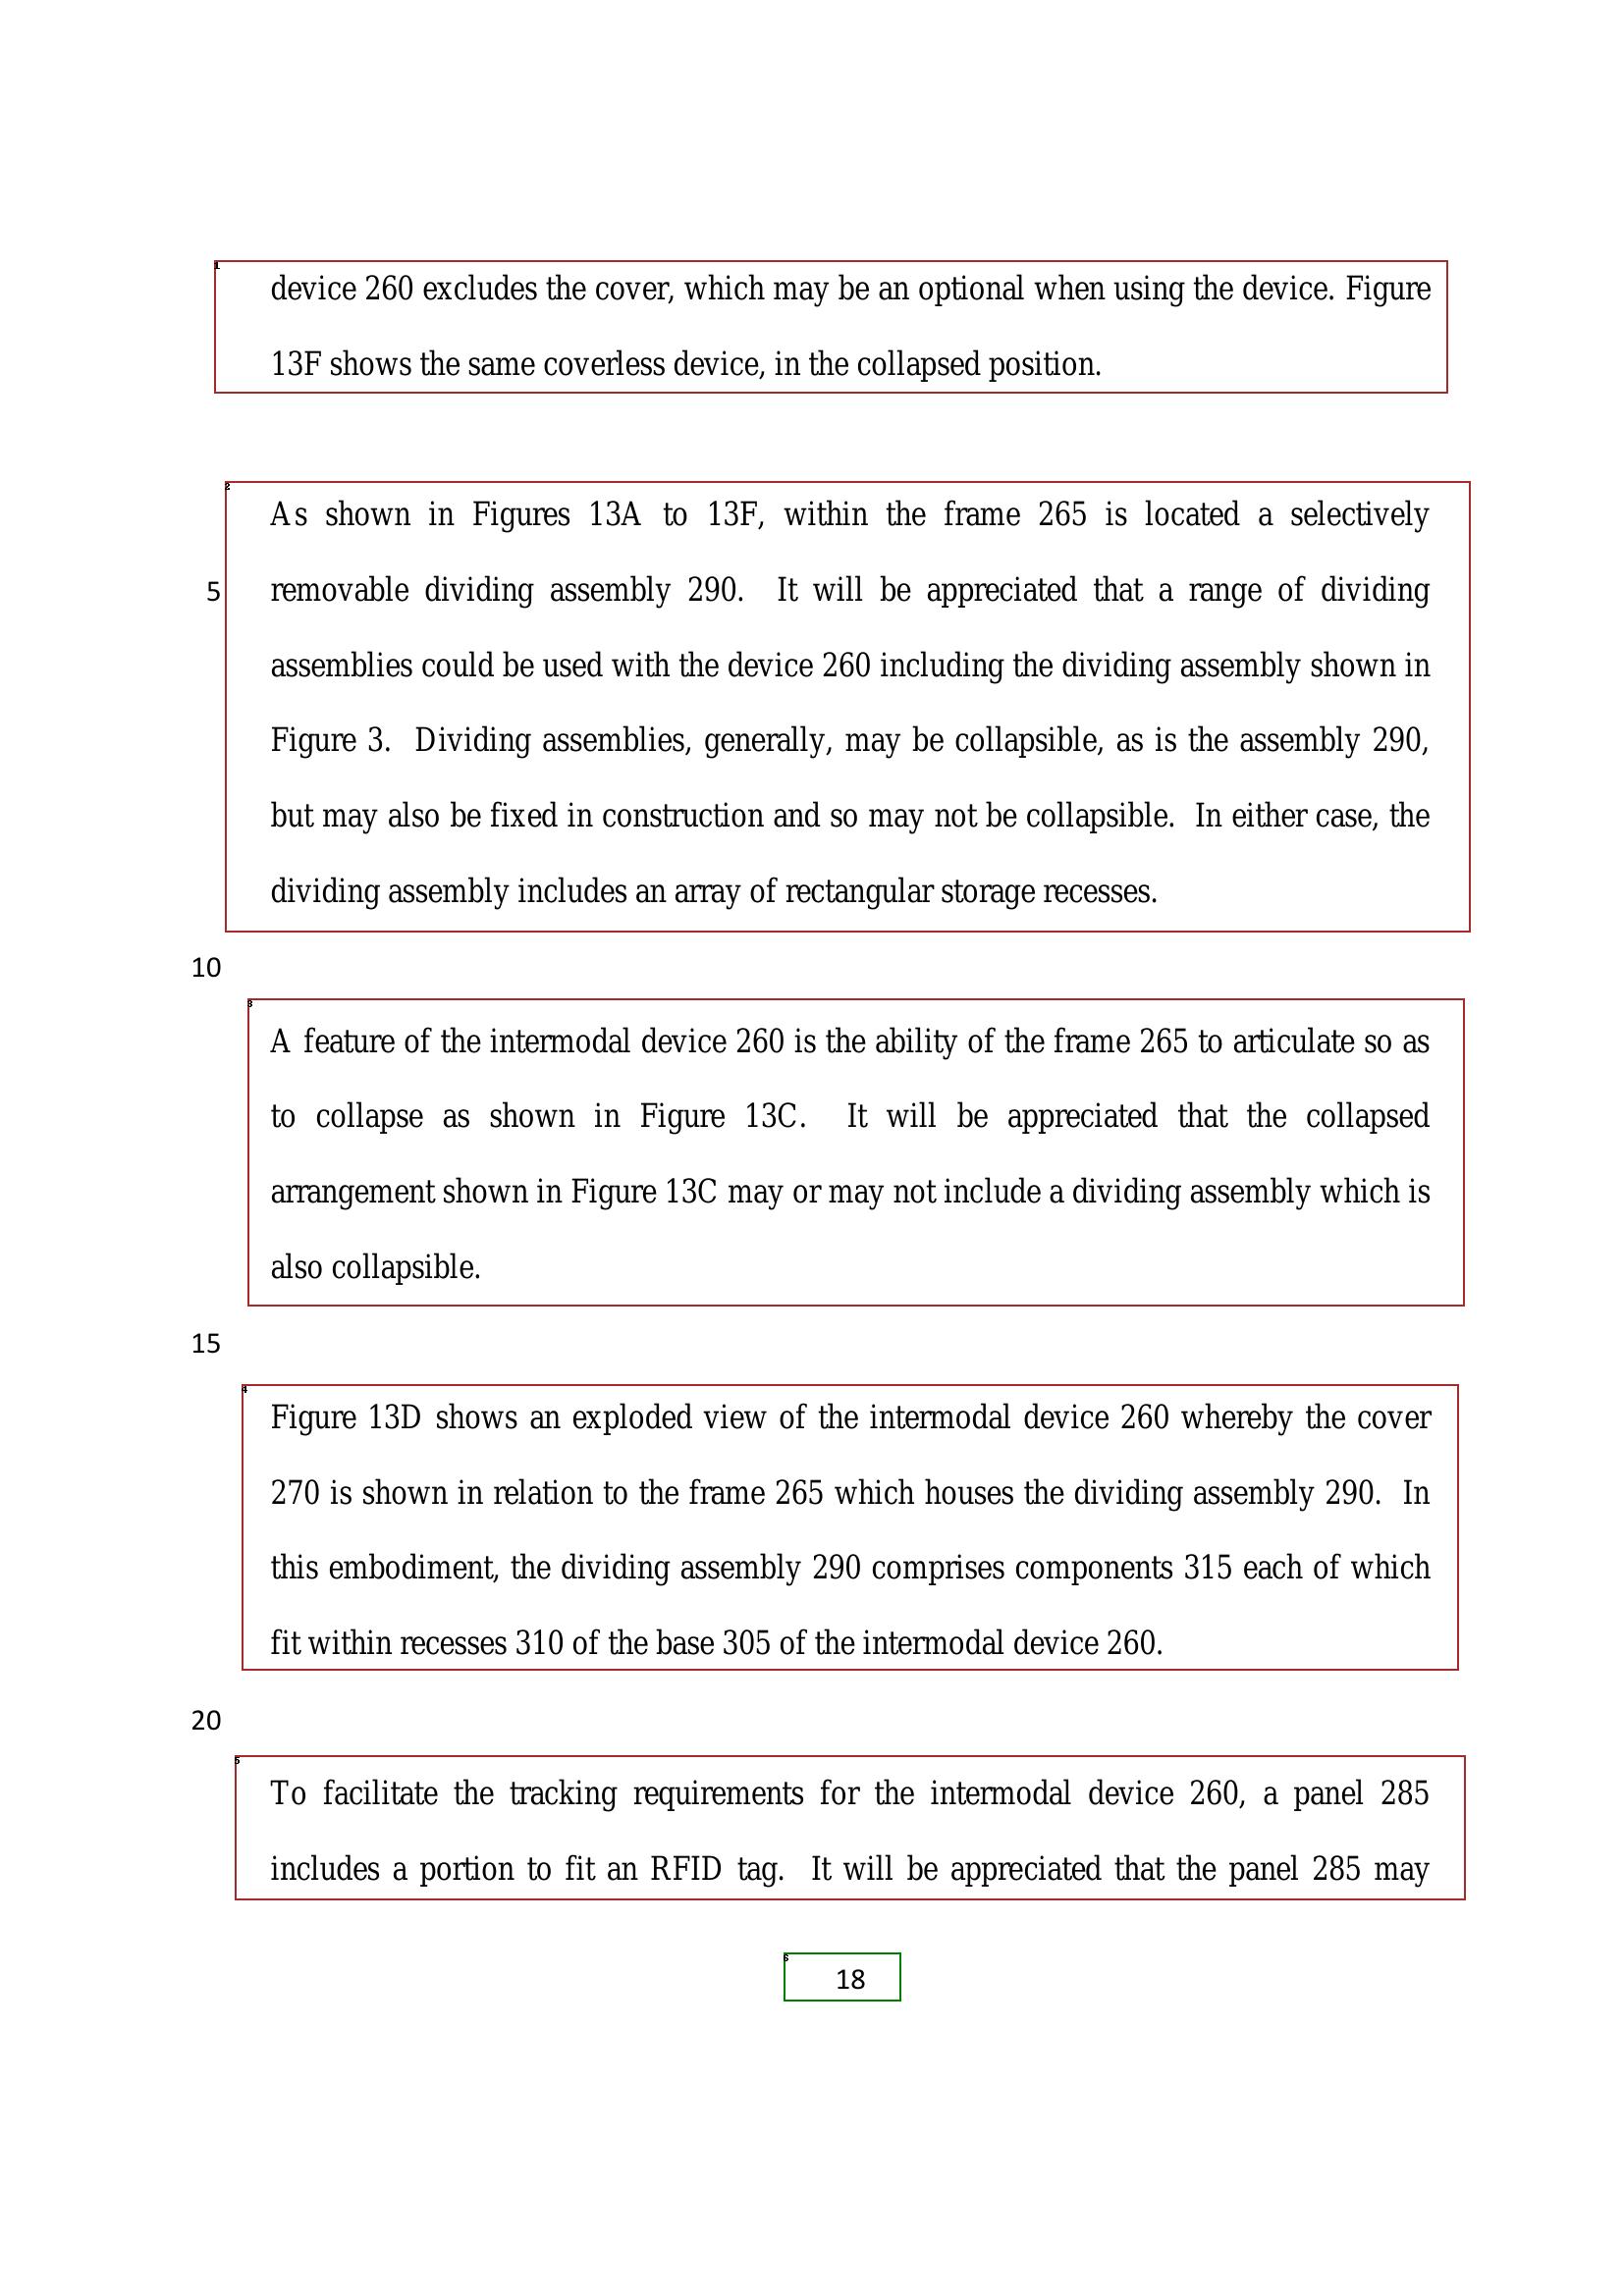 1
device 260 excludes the cover, which may be an optional when using the device. Figure
13F shows the same coverless device, in the collapsed position.
2
As shown in Figures 13A to 13F, within the frame 265 is located a selectively
5 removable dividing assembly 290. It will be appreciated that a range of dividing
assemblies could be used with the device 260 including the dividing assembly shown in
Figure 3. Dividing assemblies, generally, may be collapsible, as is the assembly 290,
but may also be fixed in construction and so may not be collapsible. In either case, the
dividing assembly includes an array of rectangular storage recesses.
10
3
A feature of the intermodal device 260 is the ability of the frame 265 to articulate so as
to collapse as shown in Figure 13C. It will be appreciated that the collapsed
arrangement shown in Figure 13C may or may not include a dividing assembly which is
also collapsible.
15
4
Figure 13D shows an exploded view of the intermodal device 260 whereby the cover
270 is shown in relation to the frame 265 which houses the dividing assembly 290. In
this embodiment, the dividing assembly 290 comprises components 315 each of which
fit within recesses 310 of the base 305 of the intermodal device 260.
20
5
To facilitate the tracking requirements for the intermodal device 260, a panel 285
includes a portion to fit an RFID tag. It will be appreciated that the panel 285 may
6
18